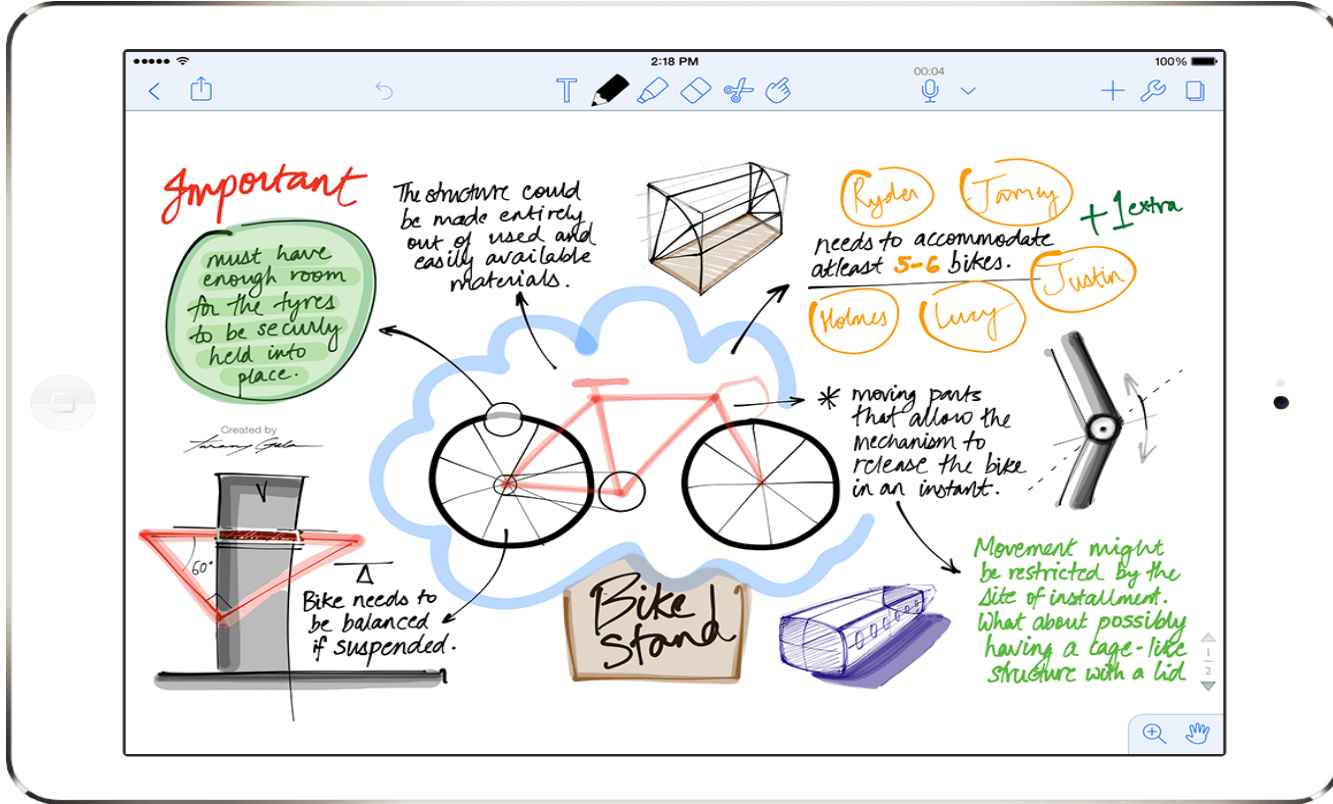 2:18 PM
100%
00:04
T
Important
must have
enough room
for the tyres
to be securly
held into
place.
The structure could
be made entirely
out of used and
easily available
materials.
Ryder
Jamey
+1 extra
needs to accommodate
atleast 5-6 bikes.
Justin
Holmes
Lucy
* moving parts
that allow the
mechanism to
release the bike
in an instant.
Created by
60°
Bike needs to
be balanced
if suspended.
Bike
Stand
Movement might
be restricted by the
site of installment.
What about possibly
having a cage-like
structure with a lid
1
2